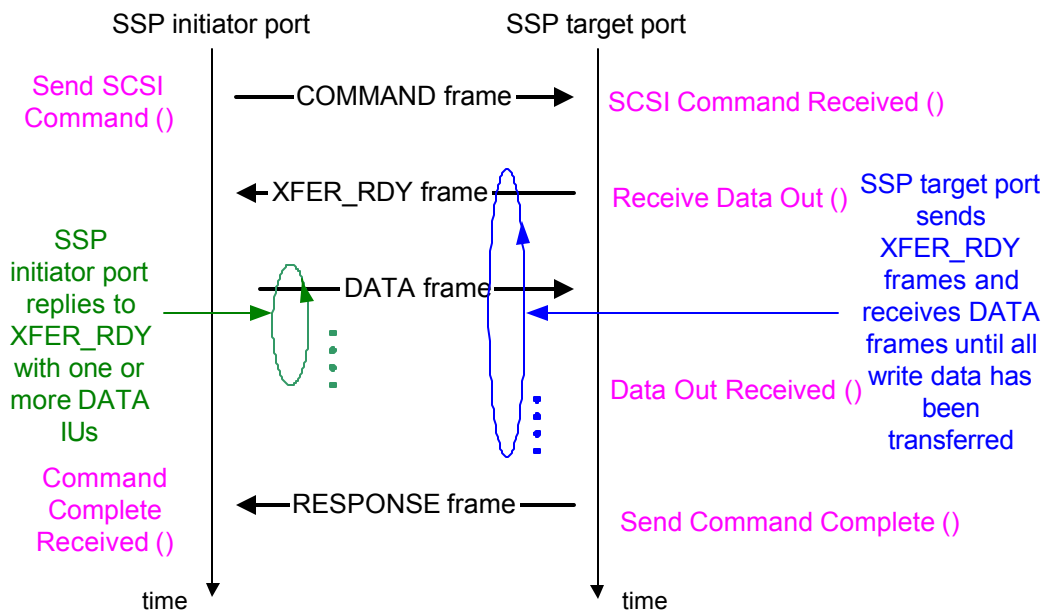 SSP initiator port
SSP target port
Send SCSI
Command ()
COMMAND frame
SCSI Command Received ()
XFER_RDY frame
Receive Data Out ()
SSP target port
sends
XFER_RDY
frames and
receives DATA
frames until all
write data has
been
transferred
SSP
initiator port
replies to
XFER_RDY
with one or
more DATA
IUs
DATA frame
Data Out Received ()
Command
Complete
Received ()
RESPONSE frame
Send Command Complete ()
time
time